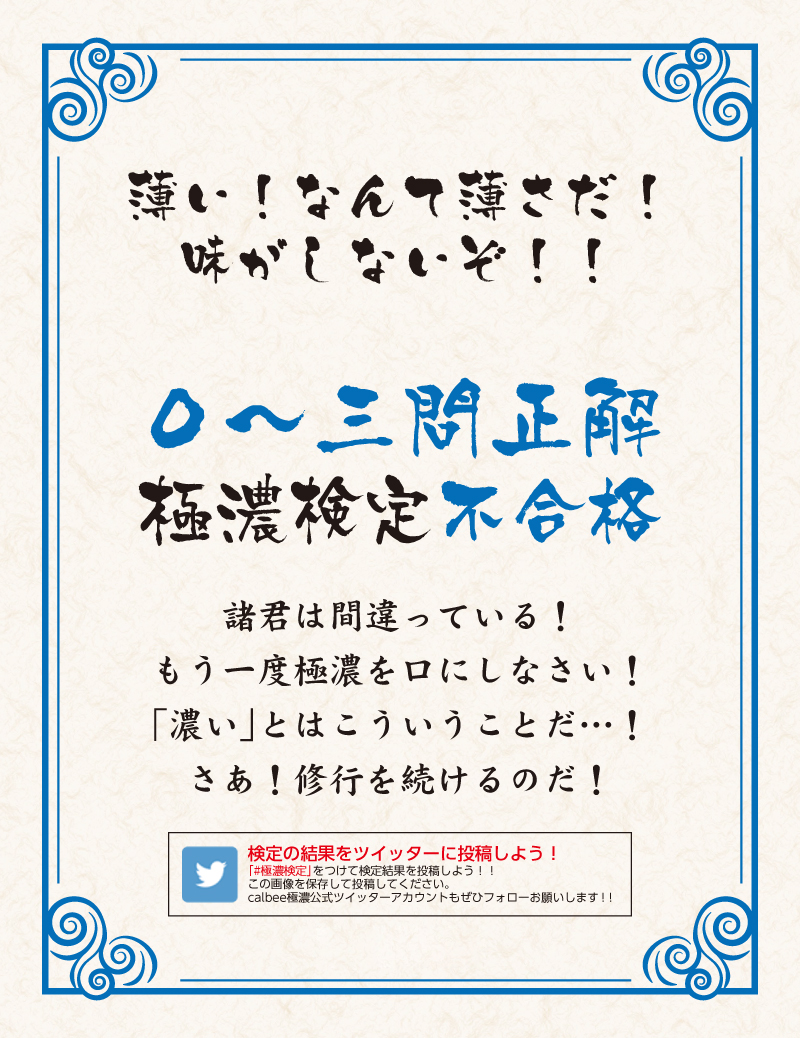 薄い！なんて薄さだ！
味がしないぞ！！
０～三問正解
極濃検定不合格
諸君は間違っている！
もう一度極濃を口にしなさい！
「濃い」とはこういうことだ…！
さあ！修行を続けるのだ！
検定の結果をツイッターに投稿しよう！
「#極濃検定」をつけて検定結果を投稿しよう！！
この画像を保存して投稿してください。
calbee極濃公式ツイッターアカウントもぜひフォローお願いします!!